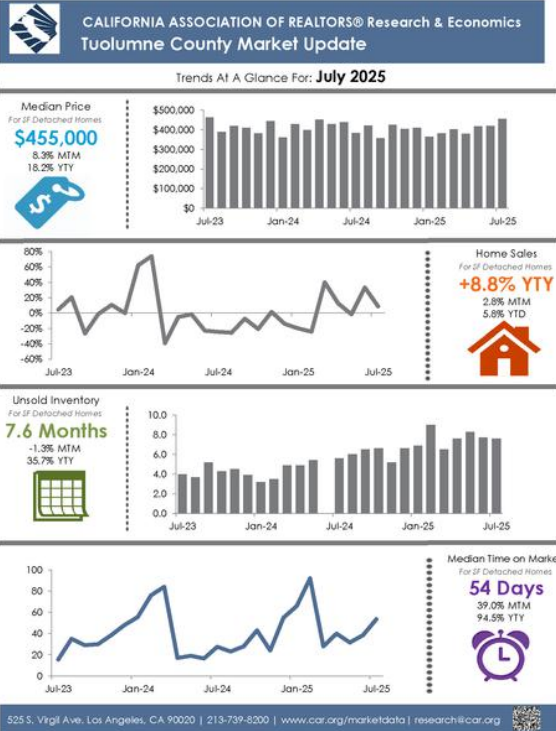 CALIFORNIA ASSOCIATION OF REALTORS® Research & Economics
Tuolumne County Market Update
Trends At A Glance For: July 2025
Median Price
For SF Detached Homes
$455,000
8.3% MTM
18.2% YTY
$
$500,000
$400,000
$300,000
$200,000
$100,000
$0
Jul-23 Jan-24 Jul-24 Jan-25 Jul-25
80%
60%
40%
20%
0%
-20%
-40%
-60%
Jul-23 Jan-24 Jul-24 Jan-25 Jul-25
Home Sales
For SF Detached Homes
+8.8% YTY
2.8% MTM
5.8% YTD
Unsold Inventory
For SF Detached Homes
7.6 Months
-1.3% MTM
35.7% YTY
10.0
8.0
6.0
4.0
2.0
0.0
Jul-23 Jan-24 Jul-24 Jan-25 Jul-25
100
80
60
40
20
0
Jul-23 Jan-24 Jul-24 Jan-25 Jul-25
Median Time on Marke
For SF Detached Homes
54 Days
39.0% MTM
94.5% YTY
525 S. Virgil Ave. Los Angeles, CA 90020 | 213-739-8200 | www.car.org/marketdata | research@car.org